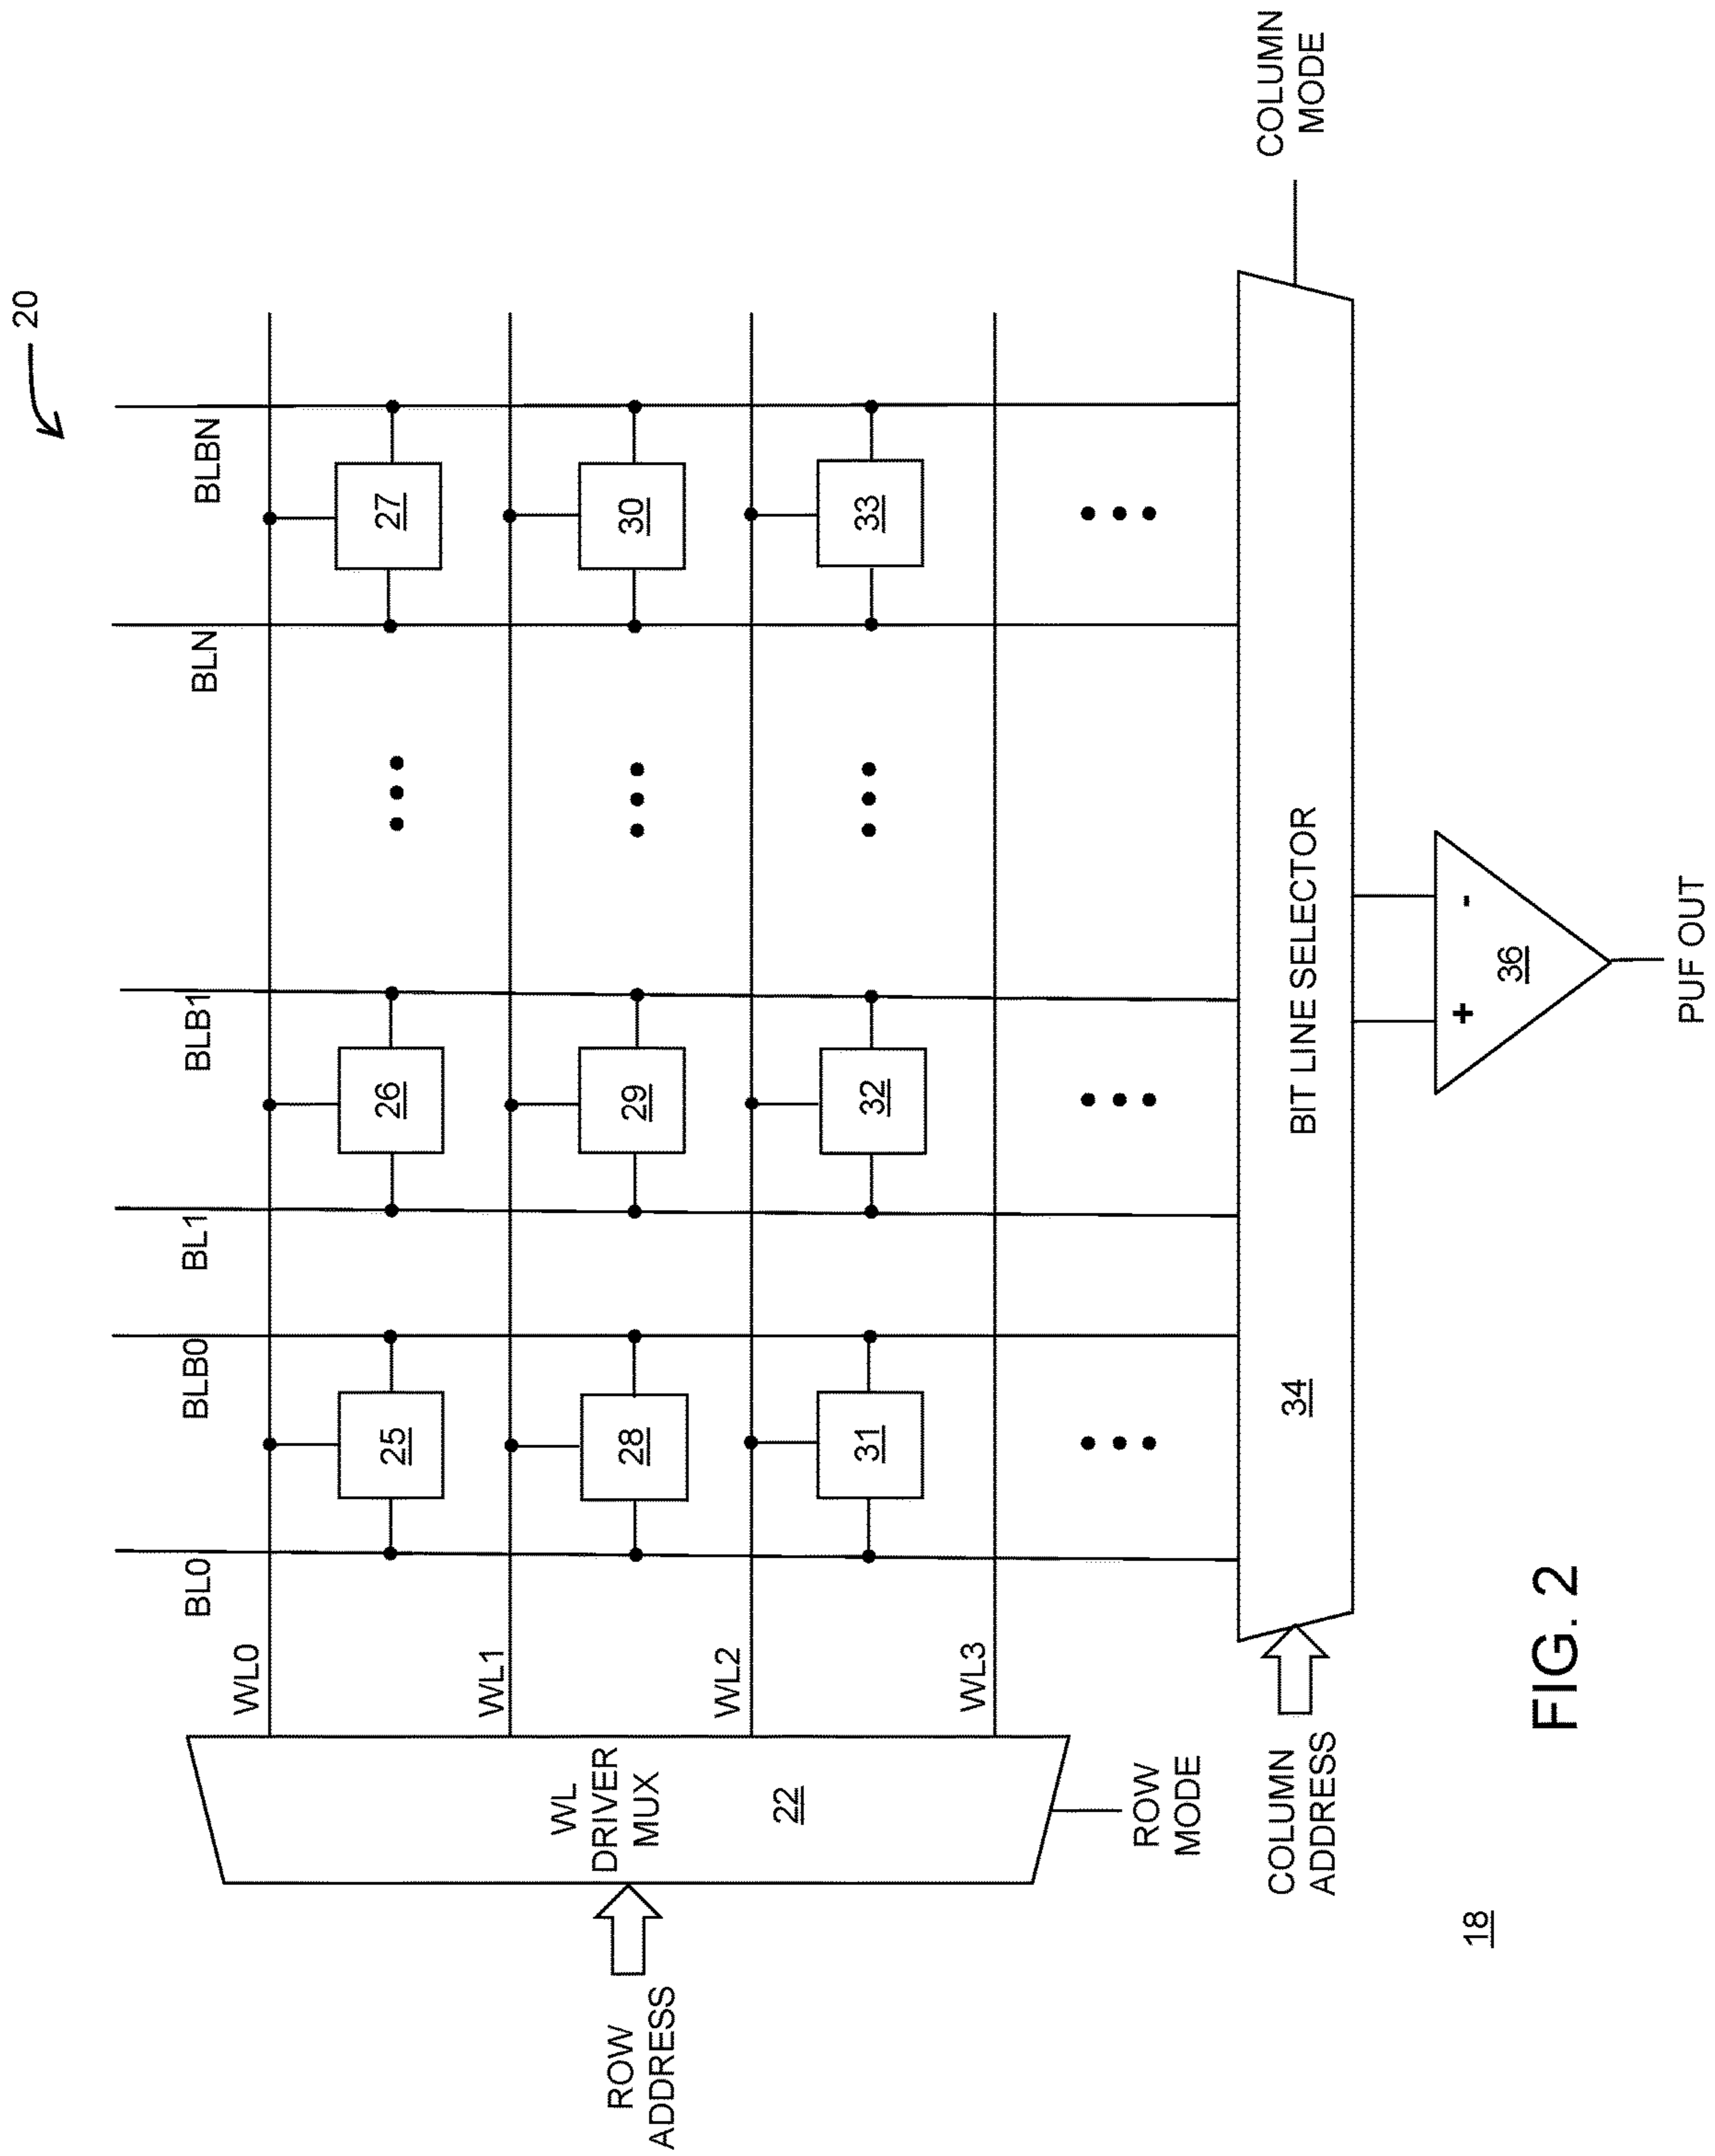 20
BL0
BLB0
BL1
BLB1
BLN
BLBN
WL0
25
26
27
WL1
28
29
30
WL2
31
32
33
WL3
WL
DRIVER
MUX
22
ROW
ADDRESS
ROW
MODE
COLUMN
ADDRESS
34
BIT LINE SELECTOR
COLUMN
MODE
+
-
36
PUF OUT
18
FIG. 2